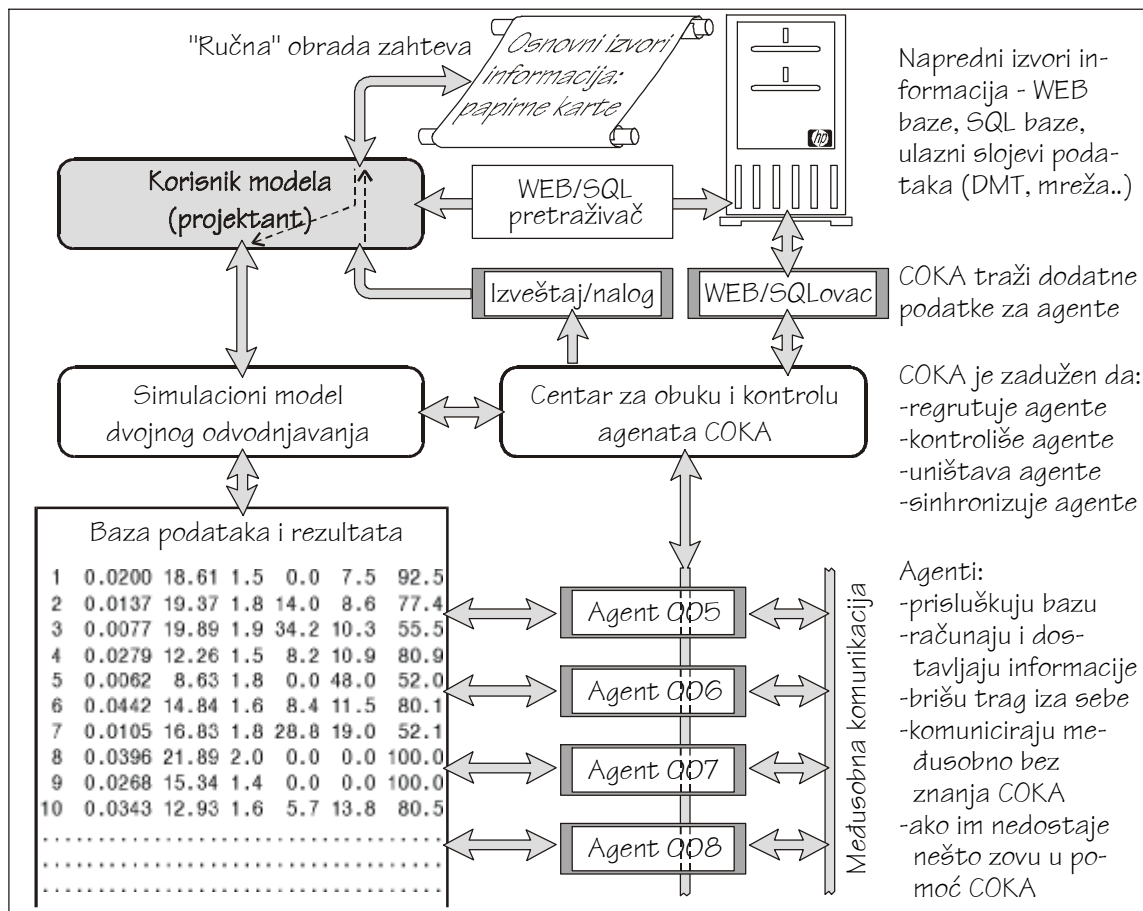 "Ručna" obrada zahteva
Osnovni izvori
informacija:
papirne karte
hp
Napredni izvori in-
formacija - WEB
baze, SQL baze,
ulazni slojevi poda-
taka (DMT, mreža..)
Korisnik modela
(projektant)
WEB/SQL
pretraživač
Izveštaj/nalog
WEB/SQLovac
COKA traži dodatne
podatke za agente
Simulacioni model
dvojnog odvodnjavanja
Centar za obuku i kontrolu
agenata COKA
COKA je zadužen da:
-regrutuje agente
-kontroliše agente
-uništava agente
-sinhronizuje agente
Baza podataka i rezultata
1 0.0200 18.61 1.5 0.0 7.5 92.5
2 0.0137 19.37 1.8 14.0 8.6 77.4
3 0.0077 19.89 1.9 34.2 10.3 55.5
4 0.0279 12.26 1.5 8.2 10.9 80.9
5 0.0062 8.63 1.8 0.0 48.0 52.0
6 0.0442 14.84 1.6 8.4 11.5 80.1
7 0.0105 16.83 1.8 28.8 19.0 52.1
8 0.0396 21.89 2.0 0.0 0.0 100.0
9 0.0268 15.34 1.4 0.0 0.0 100.0
10 0.0343 12.93 1.6 5.7 13.8 80.5
Agent 005
Agent 006
Agent 007
Agent 008
Međusobna komunikacija
Agenti:
-prisluškuju bazu
-računaju i dos-
tavljaju informacije
-brišu trag iza sebe
-komuniciraju me-
đusobno bez
znanja COKA
-ako im nedostaje
nešto zovu u po-
moć COKA